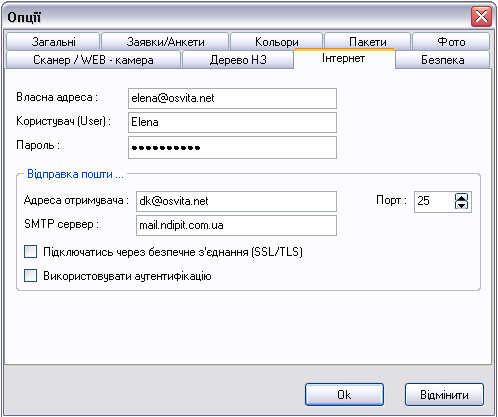 Опції
Загальні Заявки/Анкети Кольори Пакети Фото
Сканер / WEB - камера Дерево НЗ Інтернет Безпека
Власна адреса : elena@osvita.net
Користувач (User) : Elena
Пароль : ●●●●●●●●●●
Відправка пошти ...
Адреса отримувача : dk@osvita.net Порт : 25
SMTP сервер : mail.ndipit.com.ua
Підключатись через безпечне з'єднання (SSL/TLS)
Використовувати аутентифікацію
Ok Відмінити